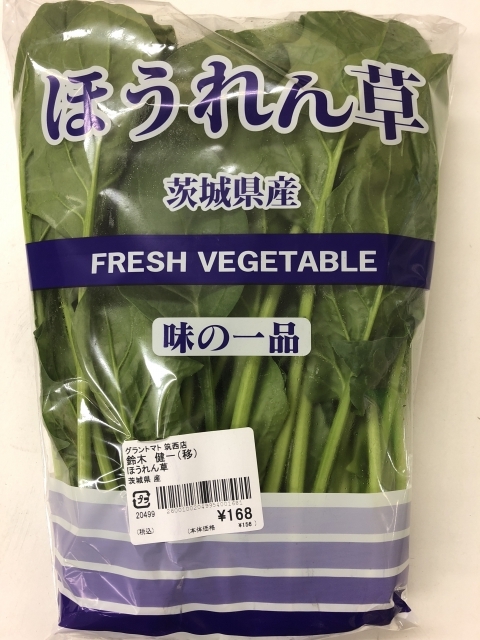 ほうれん草
茨城県産
FRESH VEGETABLE
味の一品
グラントマト 筑西店
鈴木 健一(移)
ほうれん草
茨城県 産
20499
¥168
(税込)
(本体価格 ¥156)